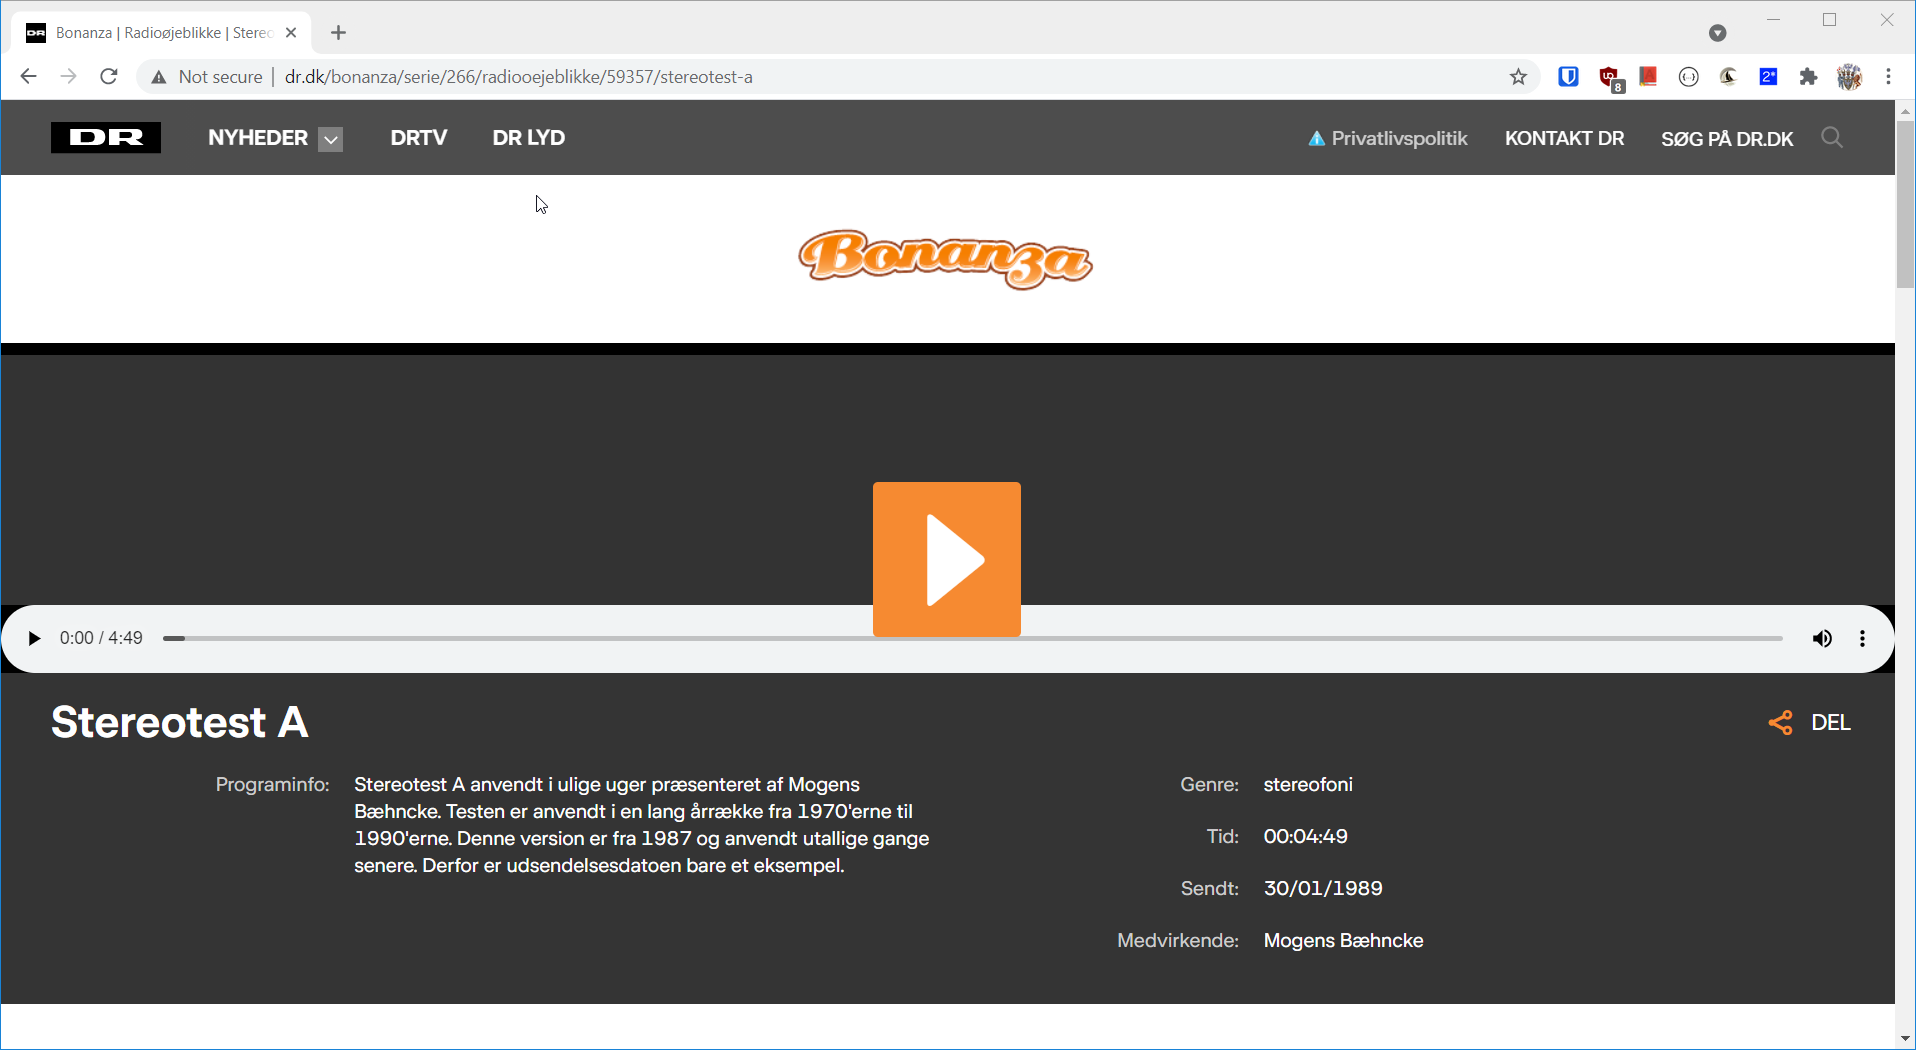 DR Bonanza | Radioøjeblikke | Stereo
Not secure | dr.dk/bonanza/serie/266/radiooejeblikke/59357/stereotest-a
8
2*
DR NYHEDER DRTV DR LYD Privatlivspolitik KONTAKT DR SØG PÅ DR.DK
Bonanza
0:00 / 4:49
Stereotest A
DEL
Programinfo: Stereotest A anvendt i ulige uger præsenteret af Mogens
Bæhncke. Testen er anvendt i en lang årrække fra 1970'erne til
1990'erne. Denne version er fra 1987 og anvendt utallige gange
senere. Derfor er udsendelsesdatoen bare et eksempel.
Genre: stereofoni
Tid: 00:04:49
Sendt: 30/01/1989
Medvirkende: Mogens Bæhncke